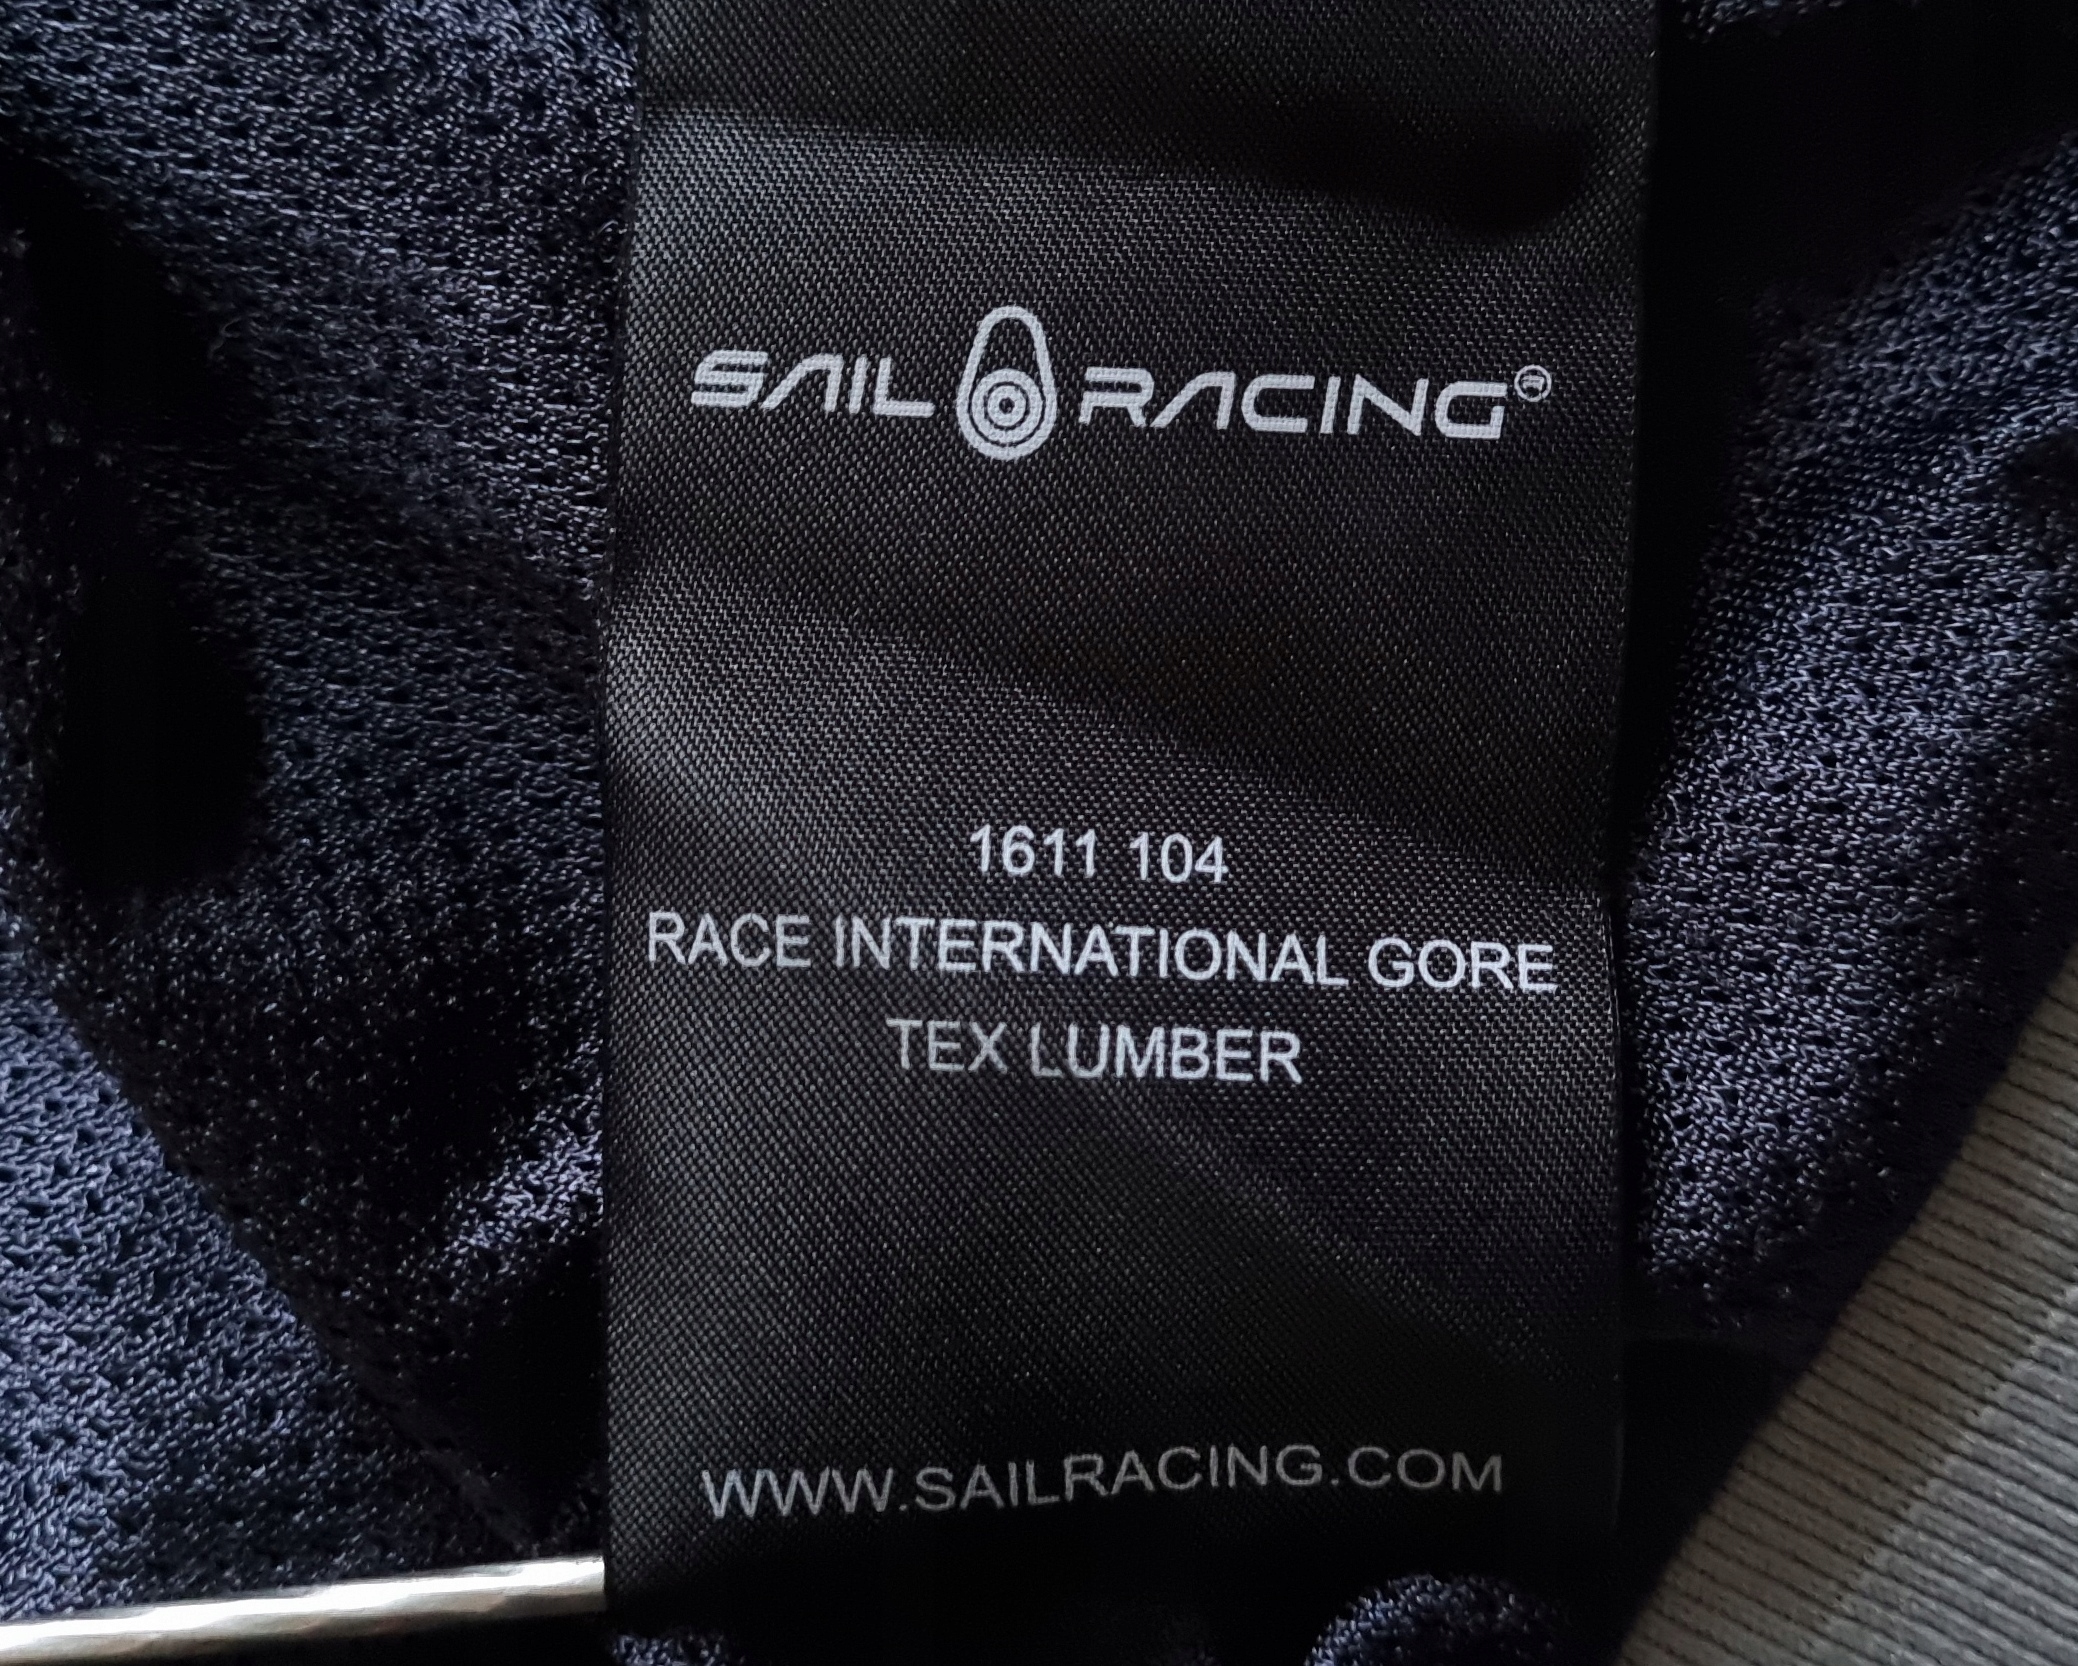 SAIL RACING®
1611 104
RACE INTERNATIONAL GORE
TEX LUMBER
WWW.SAILRACING.COM